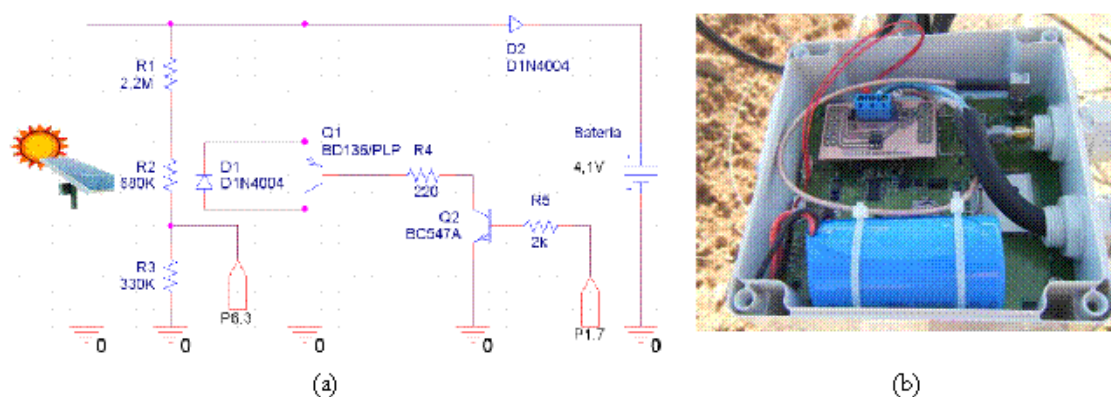 R1
2,2M
R2
680K
R3
330K
P6,3
D1
D1N4004
Q1
BD136/PLP
R4
220
Q2
BC547A
R5
2k
P1.7
D2
D1N4004
Bateria
4,1V
0
0
0
0
0
(a)
(b)